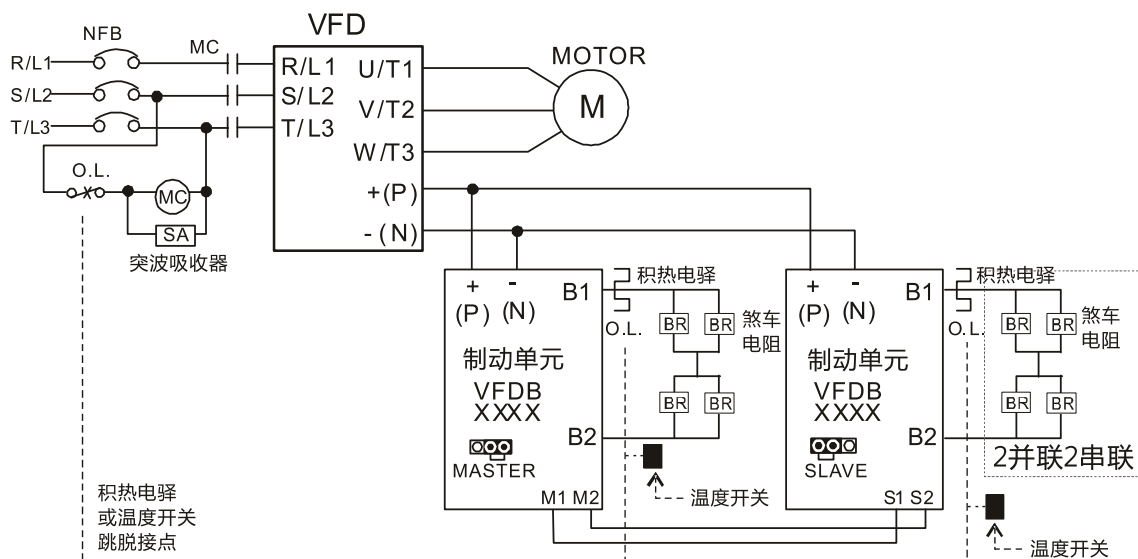 VFD
NFB
MC
R/L1
S/L2
T/L3
R/L1
S/L2
T/L3
U/T1
V/T2
W/T3
+(P)
-(N)
MOTOR
M
O.L.
MC
SA
突波吸收器
积热电驿
或温度开关
跳脱接点
+
(P)
-
(N)
B1
制动单元
VFDB
XXXX
B2
MASTER
M1 M2
积热电驿
O.L.
BR
BR
BR
BR
煞车
电阻
温度开关
+
(P)
-
(N)
B1
制动单元
VFDB
XXXX
B2
SLAVE
S1 S2
积热电驿
O.L.
BR
BR
BR
BR
煞车
电阻
2并联2串联
温度开关